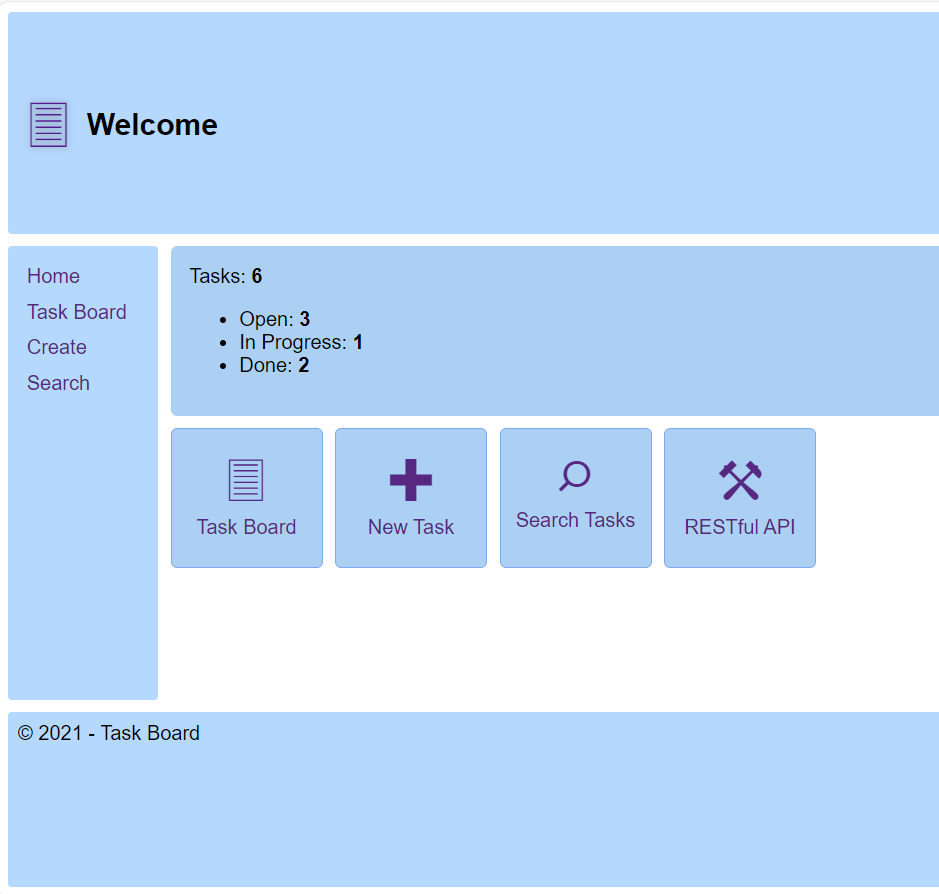 Welcome
Home
Task Board
Create
Search
Tasks: 6
Open: 3
In Progress: 1
Done: 2
Task Board
New Task
Search Tasks
RESTful API
© 2021 - Task Board